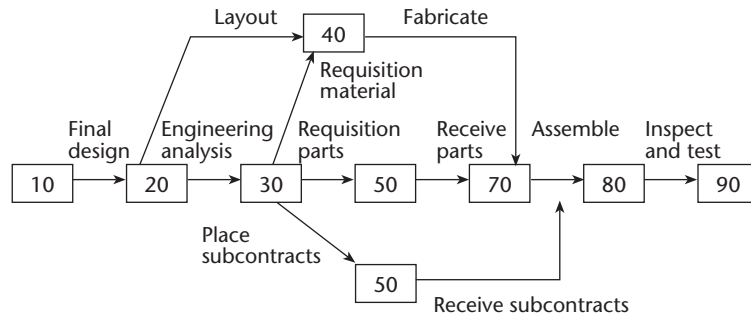 Layout
Fabricate
40
Requisition
material
Final
design
Engineering
analysis
Requisition
parts
Receive
parts
Assemble
Inspect
and test
10
20
30
50
70
80
90
Place
subcontracts
50
Receive subcontracts